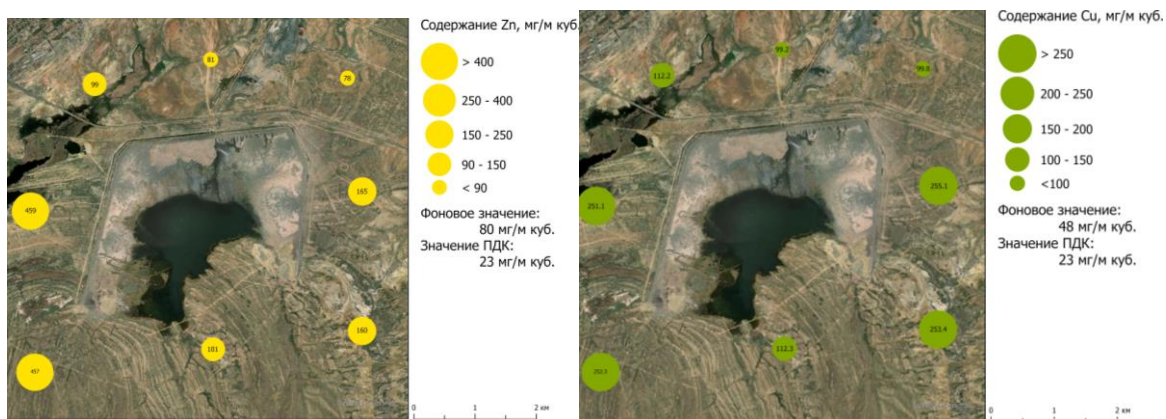 Содержание Zn, мг/м куб.
> 400
250 - 400
150 - 250
90 - 150
< 90
Фоновое значение:
80 мг/м куб.
Значение ПДК:
23 мг/м куб.
81
99
78
459
165
160
101
457
0 1 2 км
Содержание Cu, мг/м куб.
> 250
200 - 250
150 - 200
100 - 150
<100
Фоновое значение:
48 мг/м куб.
Значение ПДК:
23 мг/м куб.
99.2
112.2
99.8
251.1
255.1
253.4
112.3
0 1 2 км